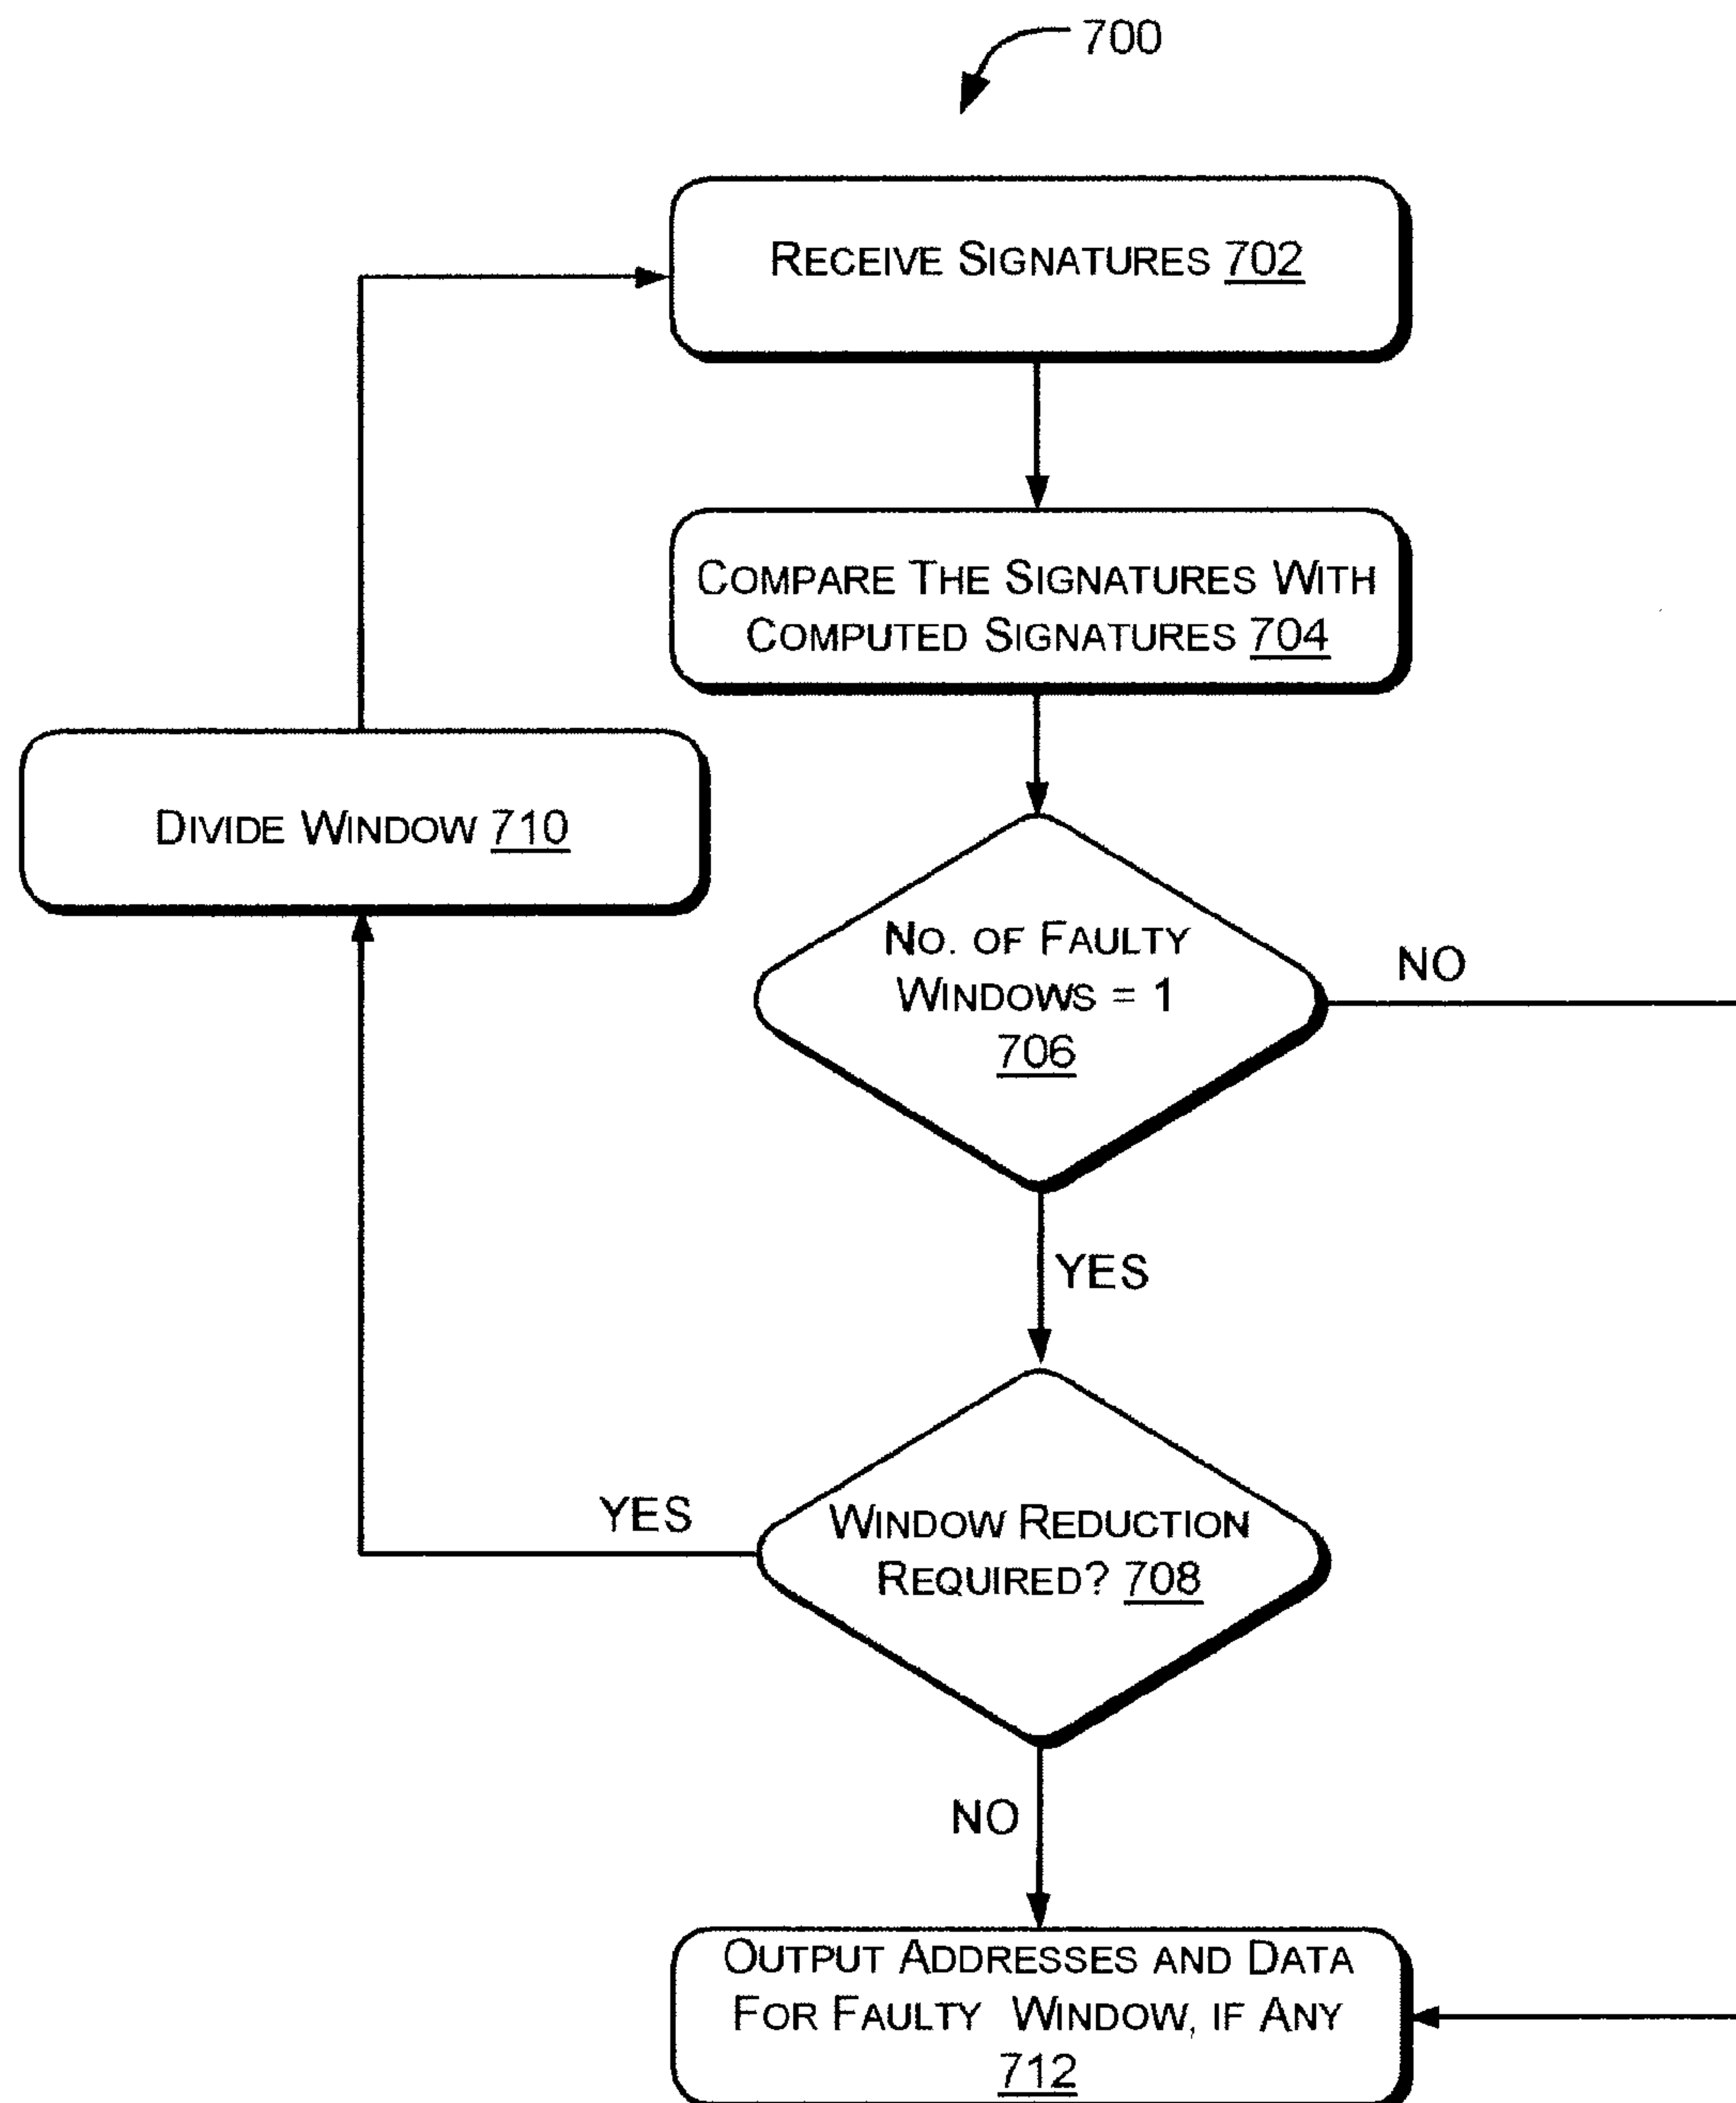 700
RECEIVE SIGNATURES 702
COMPARE THE SIGNATURES WITH
COMPUTED SIGNATURES 704
DIVIDE WINDOW 710
NO. OF FAULTY
WINDOWS = 1
706
NO
YES
WINDOW REDUCTION
REQUIRED? 708
YES
NO
OUTPUT ADDRESSES AND DATA
FOR FAULTY WINDOW, IF ANY
712